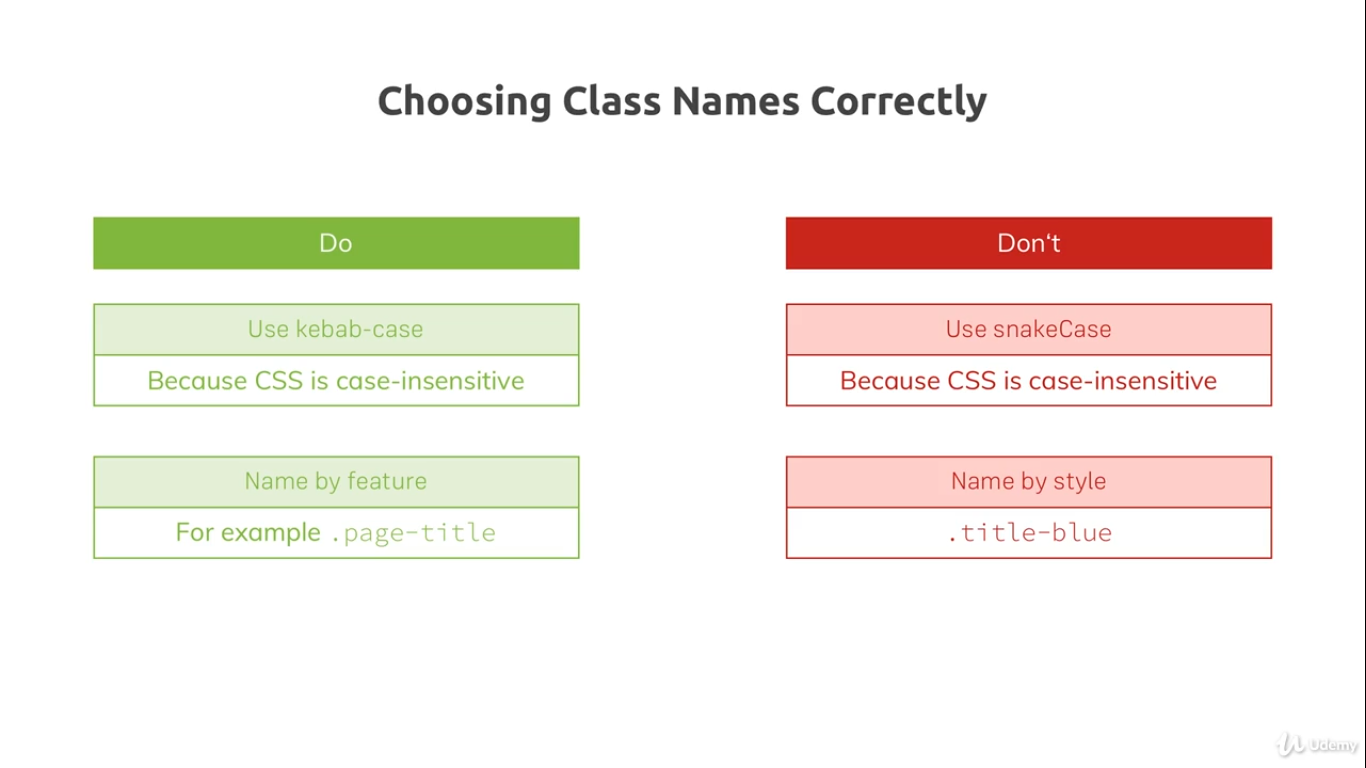 Choosing Class Names Correctly
Do
Don‘t
Use kebab-case
Use snakeCase
Because CSS is case-insensitive
Because CSS is case-insensitive
Name by feature
Name by style
For example .page-title
.title-blue
Udemy